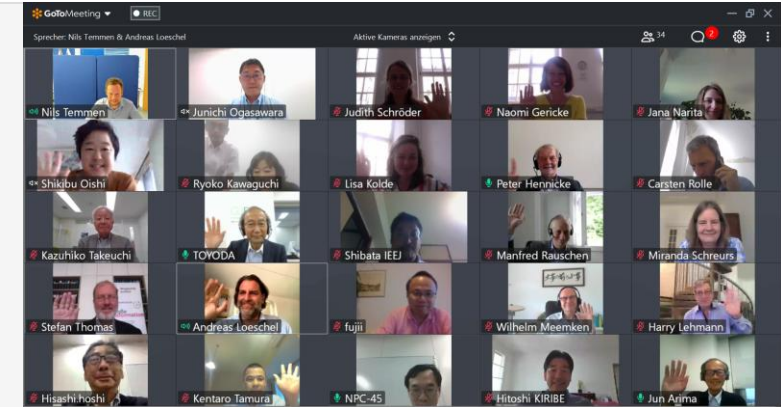 GoToMeeting
REC
Sprecher: Nils Temmen & Andreas Loeschel
Aktive Kameras anzeigen
34
2
Nils Temmen
Junichi Ogasawara
Judith Schröder
Naomi Gericke
Jana Narita
Shikibu Oishi
Ryoko Kawaguchi
Lisa Kolde
Peter Hennicke
Carsten Rolle
Kazuhiko Takeuchi
TOYODA
Shibata IEEJ
Manfred Rauschen
Miranda Schreurs
Stefan Thomas
Andreas Loeschel
fujii
Wilhelm Meemken
Harry Lehmann
Hisashi hoshi
Kentaro Tamura
NPC-45
Hitoshi KIRIBE
Jun Arima